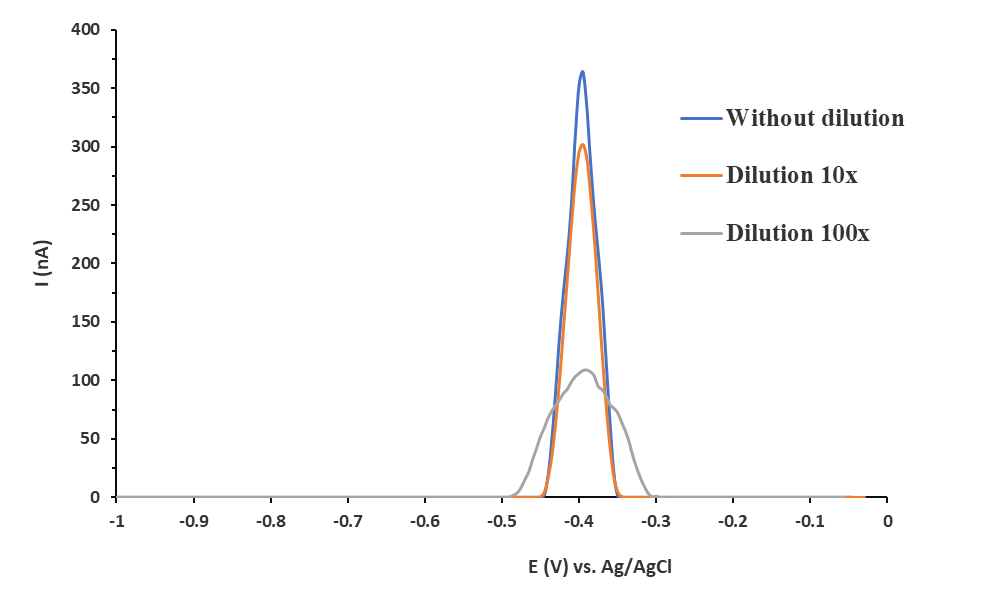 400
350
300
250
200
150
100
50
0
I (nA)
Without dilution
Dilution 10x
Dilution 100x
-1 -0.9 -0.8 -0.7 -0.6 -0.5 -0.4 -0.3 -0.2 -0.1 0
E (V) vs. Ag/AgCl